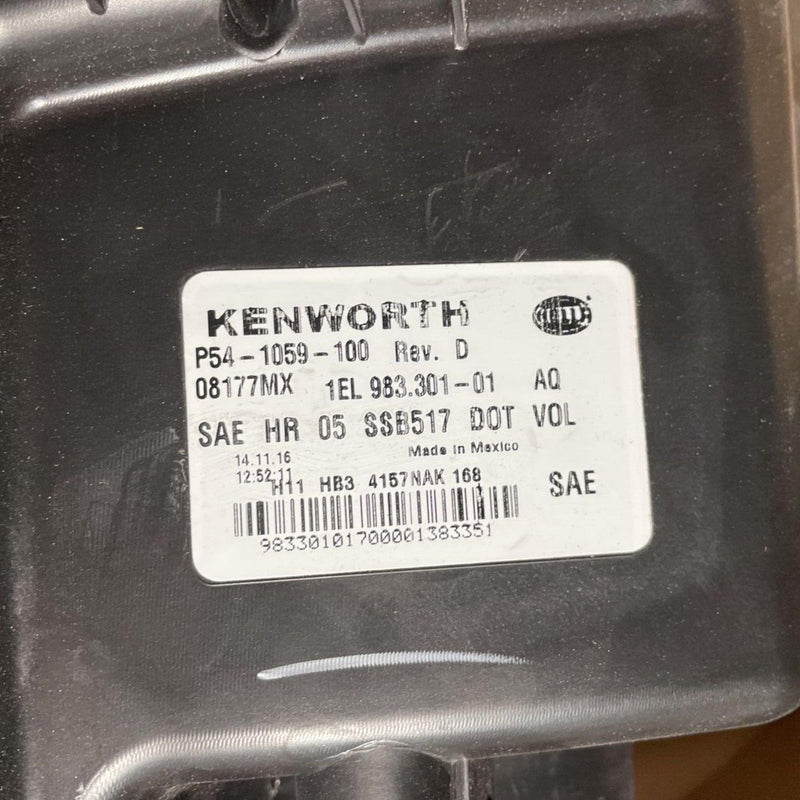 KENWORTH
P54-1059-100 Rev. D
08177MX 1EL 983.301-01 AQ
SAE HR 05 SSB517 DOT VOL
Made in Mexico
14.11.16
12:52:11
H11 HB3 4157NAK 168 SAE
98330101700001383351